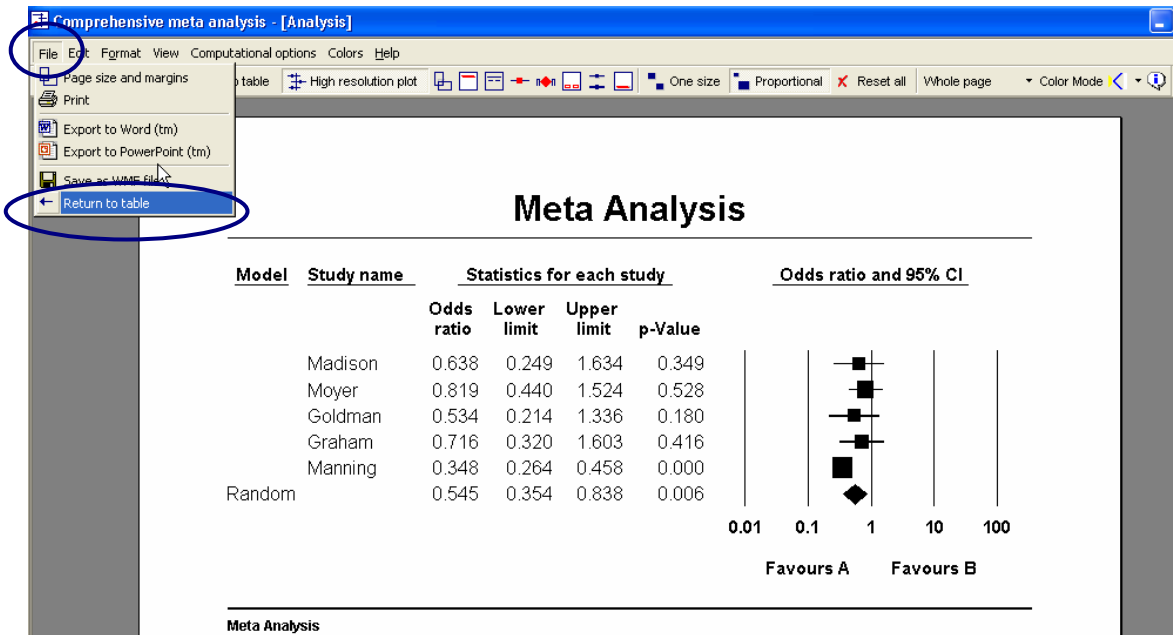 Comprehensive meta analysis - [Analysis]
File Edit Format View Computational options Colors Help
Page size and margins
table High resolution plot One size Proportional Reset all Whole page Color Mode
Print
Export to Word (tm)
Export to PowerPoint (tm)
Save as WMF file
Return to table
Meta Analysis
Model Study name Statistics for each study Odds ratio and 95% CI
Odds Lower Upper
ratio limit limit p-Value
Madison 0.638 0.249 1.634 0.349
Moyer 0.819 0.440 1.524 0.528
Goldman 0.534 0.214 1.336 0.180
Graham 0.716 0.320 1.603 0.416
Manning 0.348 0.264 0.458 0.000
Random 0.545 0.354 0.838 0.006
0.01 0.1 1 10 100
Favours A Favours B
Meta Analysis